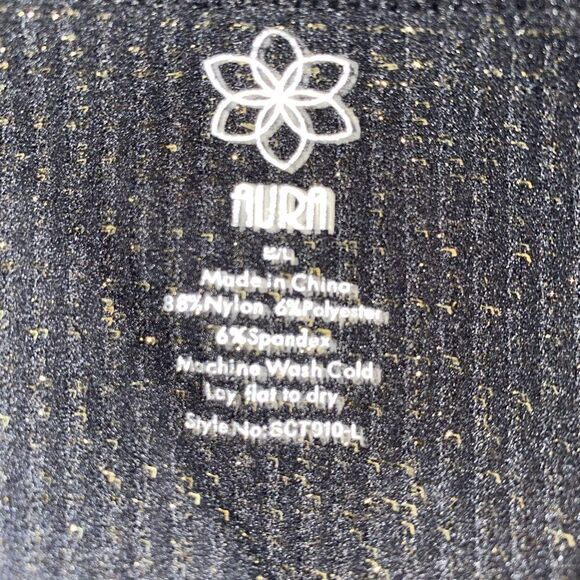 AURA
M/L
Made in China
88%Nylon 6%Polyester
6%Spandex
Machine Wash Cold
Lay flat to dry
Style No:SCT910-L